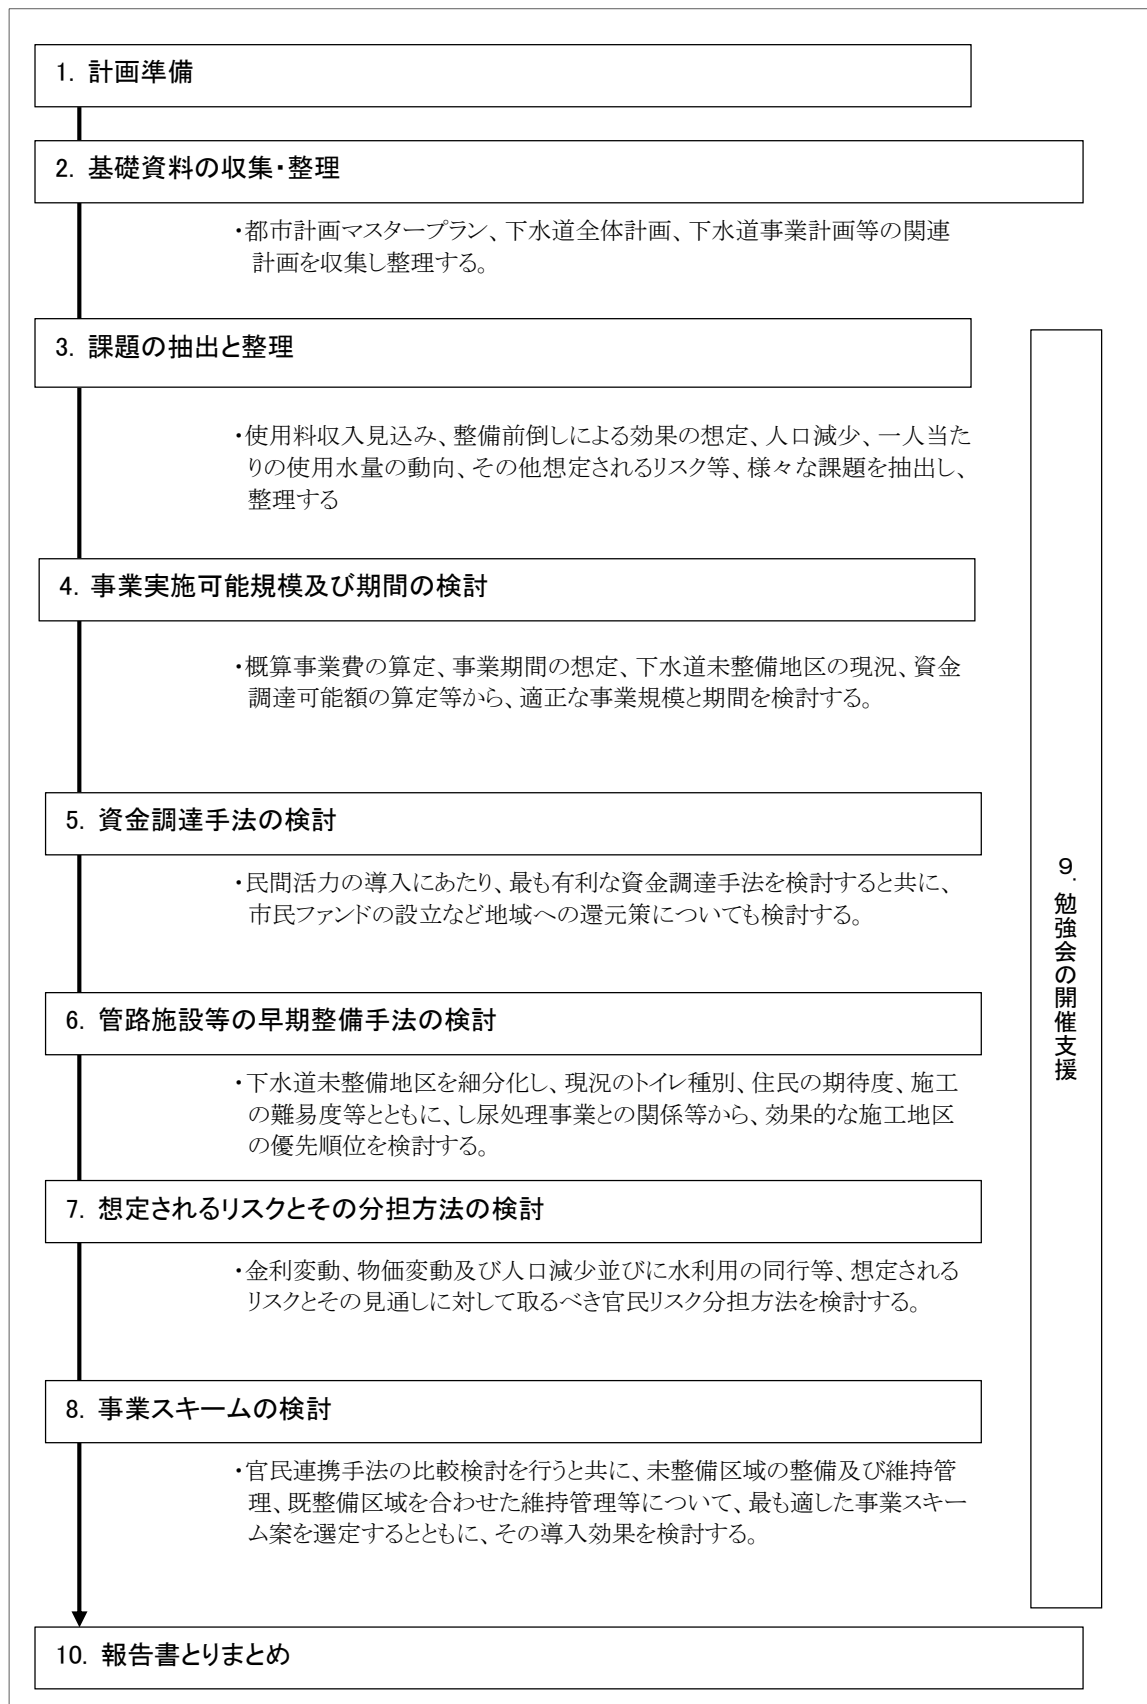 1. 計画準備
2. 基礎資料の収集・整理
・都市計画マスタープラン、下水道全体計画、下水道事業計画等の関連
計画を収集し整理する。
3. 課題の抽出と整理
・使用料収入見込み、整備前倒しによる効果の想定、人口減少、一人当た
りの使用水量の動向、その他想定されるリスク等、様々な課題を抽出し、
整理する
4. 事業実施可能規模及び期間の検討
・概算事業費の算定、事業期間の想定、下水道未整備地区の現況、資金
調達可能額の算定等から、適正な事業規模と期間を検討する。
5. 資金調達手法の検討
・民間活力の導入にあたり、最も有利な資金調達手法を検討すると共に、
市民ファンドの設立など地域への還元策についても検討する。
6. 管路施設等の早期整備手法の検討
・下水道未整備地区を細分化し、現況のトイレ種別、住民の期待度、施工
の難易度等とともに、し尿処理事業との関係等から、効果的な施工地区
の優先順位を検討する。
7. 想定されるリスクとその分担方法の検討
・金利変動、物価変動及び人口減少並びに水利用の同行等、想定される
リスクとその見通しに対して取るべき官民リスク分担方法を検討する。
8. 事業スキームの検討
・官民連携手法の比較検討を行うと共に、未整備区域の整備及び維持管
理、既整備区域を合わせた維持管理等について、最も適した事業スキー
ム案を選定するとともに、その導入効果を検討する。
9. 勉強会の開催支援
10. 報告書とりまとめ